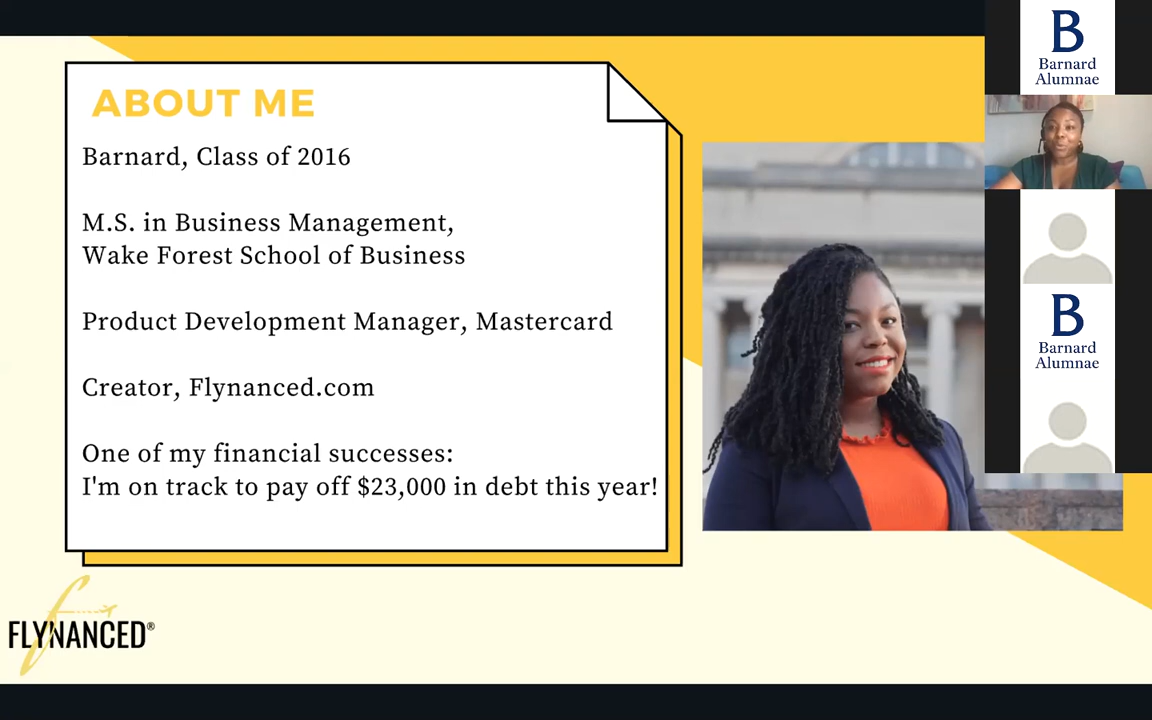 ABOUT ME
Barnard, Class of 2016
M.S. in Business Management,
Wake Forest School of Business
Product Development Manager, Mastercard
Creator, Flynanced.com
One of my financial successes:
I'm on track to pay off $23,000 in debt this year!
f
FLYNANCED®
B
Barnard
Alumnae
B
Barnard
Alumnae